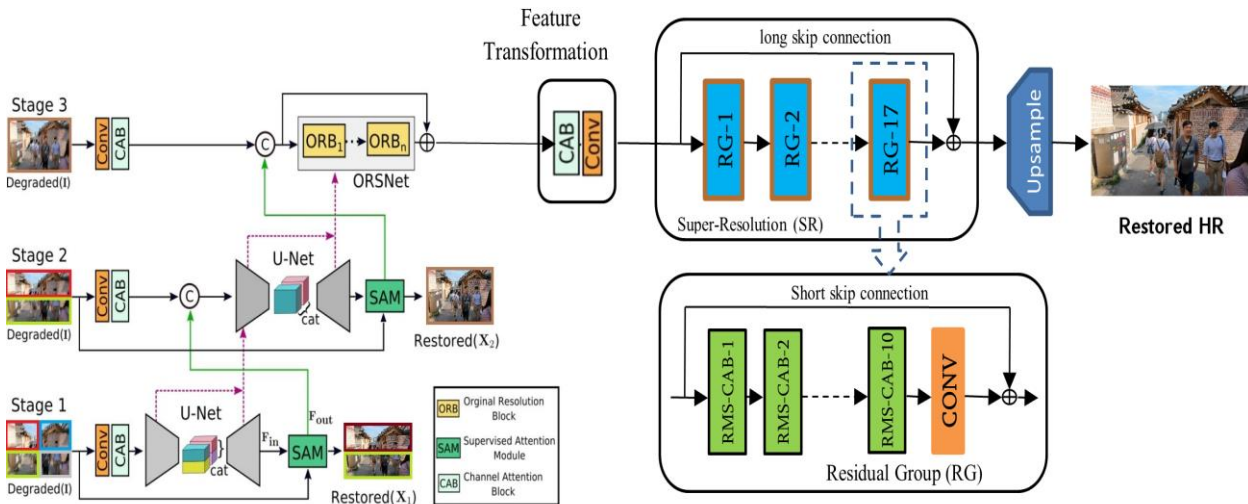 Feature
Transformation
long skip connection
Stage 3
Conv
CAB
C
ORB1
ORBn
ORSNet
Degraded(I)
CAB
Conv
RG-1
RG-2
RG-17
Super-Resolution (SR)
Upsample
Restored HR
Stage 2
Conv
CAB
C
U-Net
cat
SAM
Degraded(I)
Restored(X2)
Short skip connection
RMS-CAB-1
RMS-CAB-2
RMS-CAB-10
CONV
Residual Group (RG)
Stage 1
Conv
CAB
U-Net
cat
Fin
Fout
SAM
Degraded(I)
Restored(X1)
ORB
Orginal Resolution
Block
SAM
Supervised Attention
Module
CAB
Channel Attention
Block